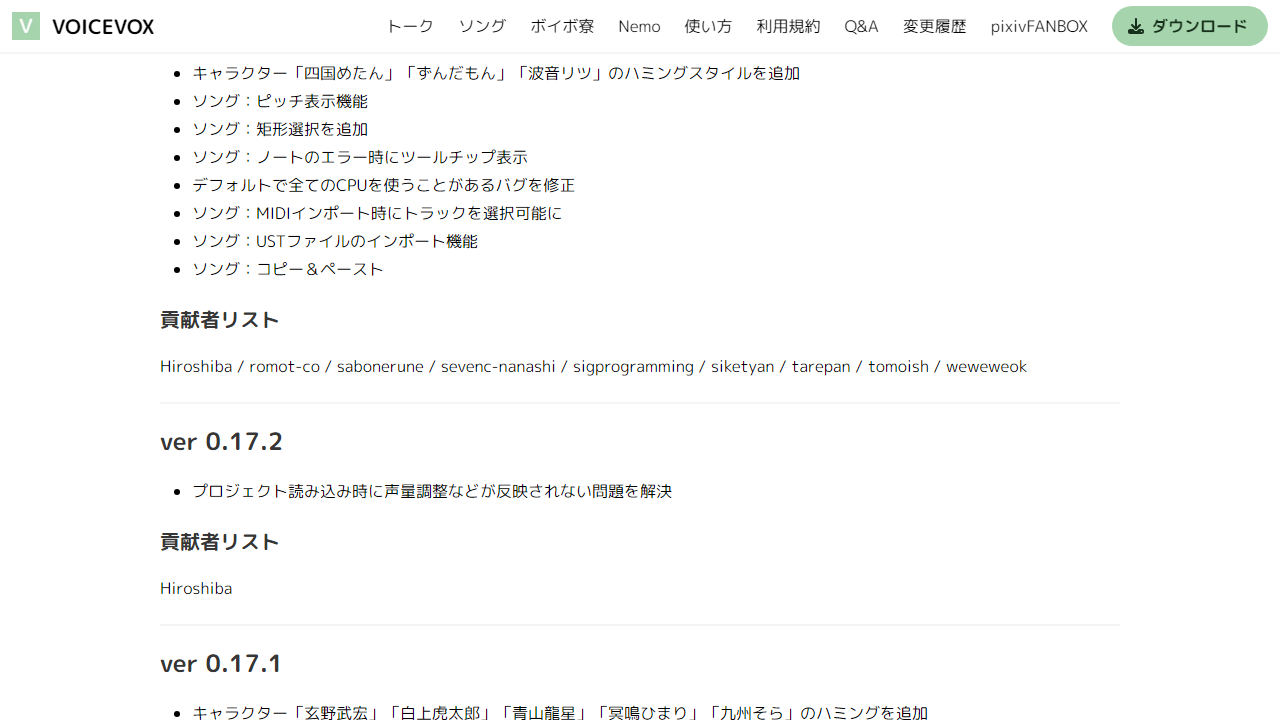 V VOICEVOX トーク ソング ボイボ寮 Nemo 使い方 利用規約 Q&A 変更履歴 pixivFANBOX ダウンロード
キャラクター「四国めたん」「ずんだもん」「波音リツ」のハミングスタイルを追加
ソング：ピッチ表示機能
ソング：矩形選択を追加
ソング：ノートのエラー時にツールチップ表示
デフォルトで全てのCPUを使うことがあるバグを修正
ソング：MIDIインポート時にトラックを選択可能に
ソング：USTファイルのインポート機能
ソング：コピー＆ペースト
貢献者リスト
Hiroshiba / romot-co / sabonerune / sevenc-nanashi / sigprogramming / siketyan / tarepan / tomoish / weweweok
ver 0.17.2
プロジェクト読み込み時に声量調整などが反映されない問題を解決
貢献者リスト
Hiroshiba
ver 0.17.1
キャラクター「玄野武宏」「白上虎太郎」「青山龍星」「冥鳴ひまり」「九州そら」のハミングを追加